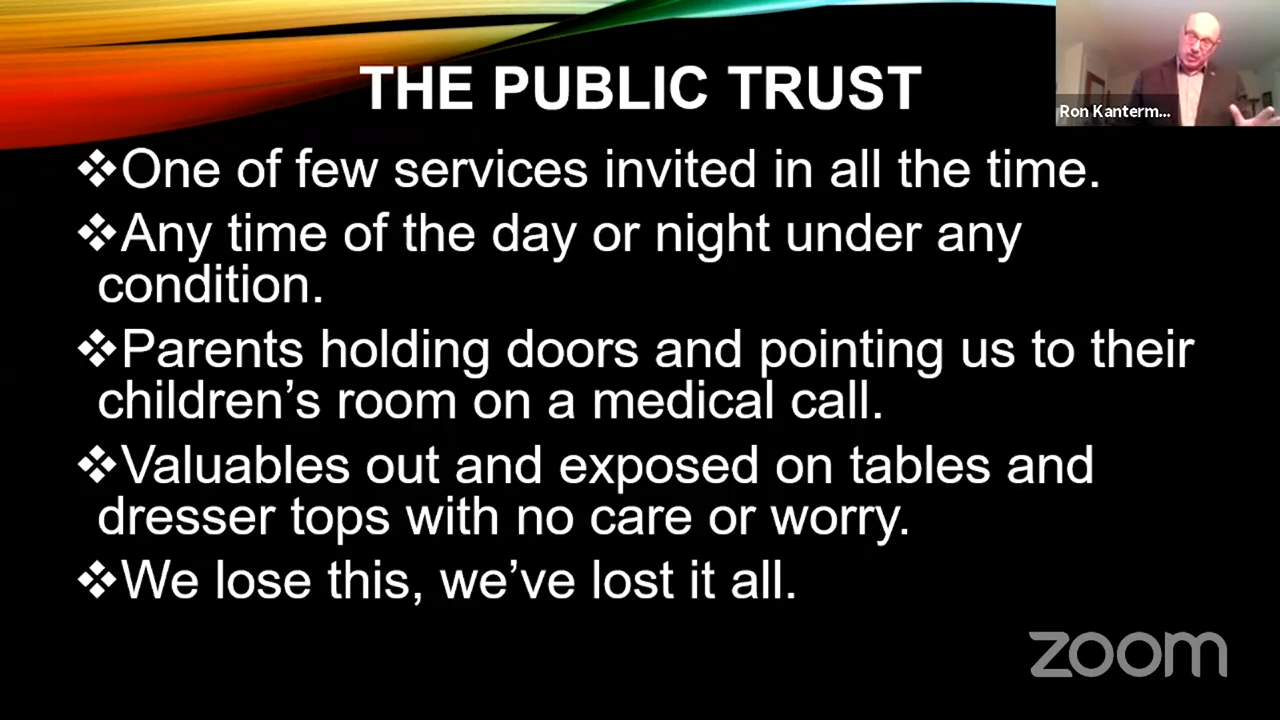 THE PUBLIC TRUST
Ron Kanterm...
❖One of few services invited in all the time.
❖Any time of the day or night under any
condition.
❖Parents holding doors and pointing us to their
children’s room on a medical call.
❖Valuables out and exposed on tables and
dresser tops with no care or worry.
❖We lose this, we’ve lost it all.
zoom